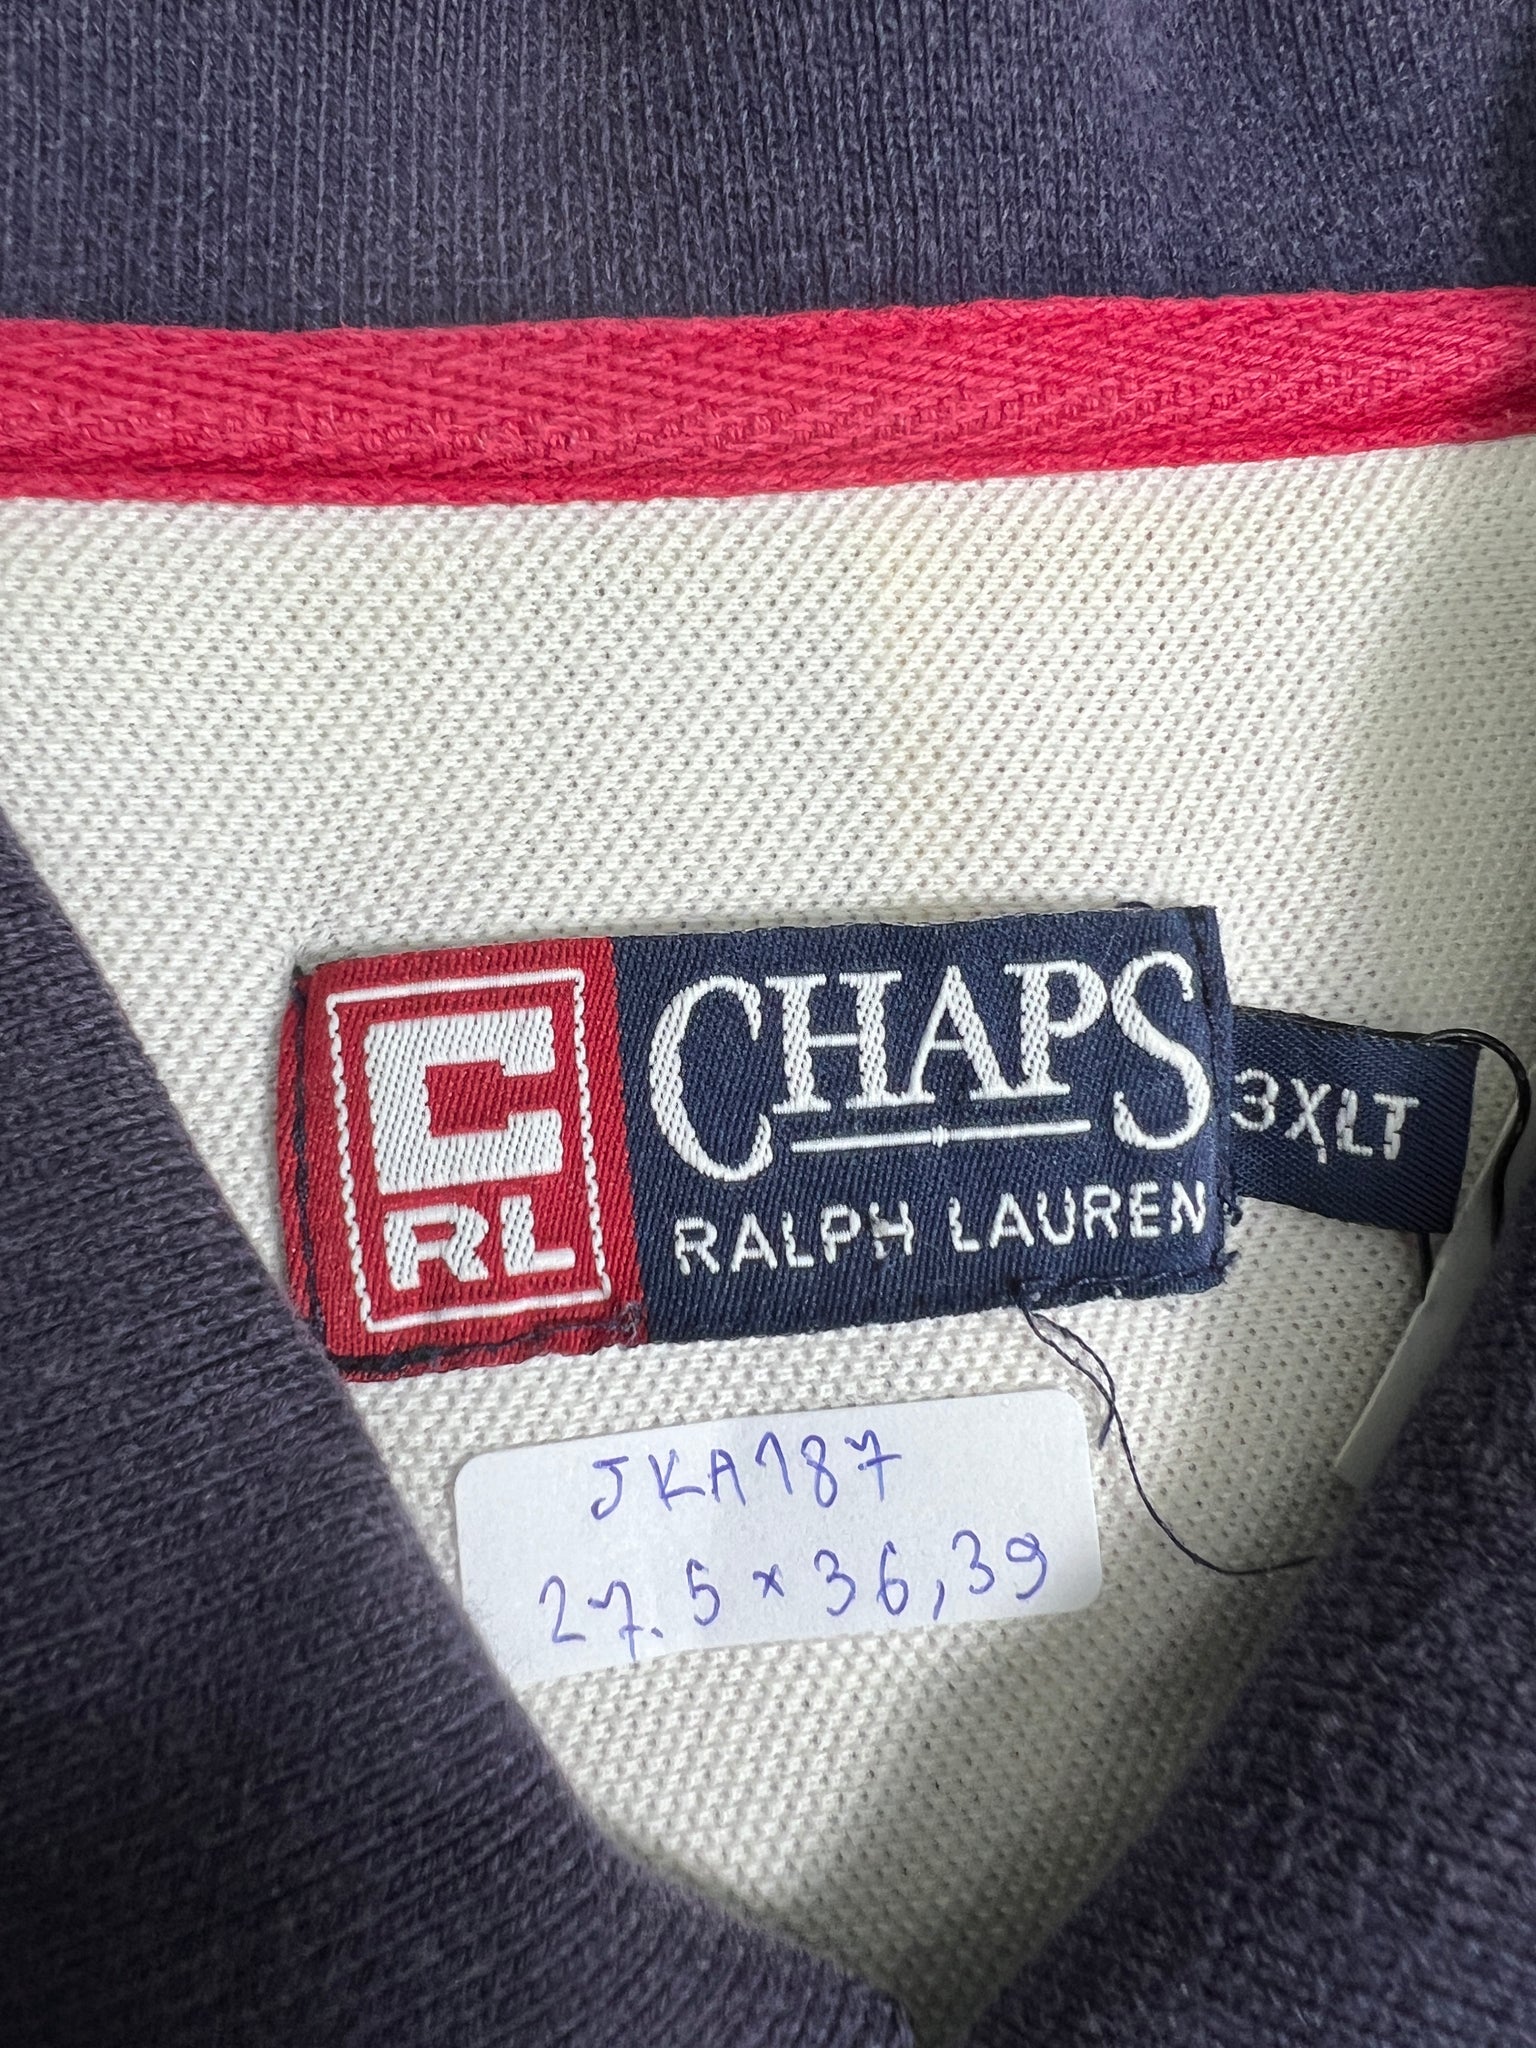 C
RL
CHAPS
RALPH LAUREN
3XLT
JKA187
27.5 x 36,39